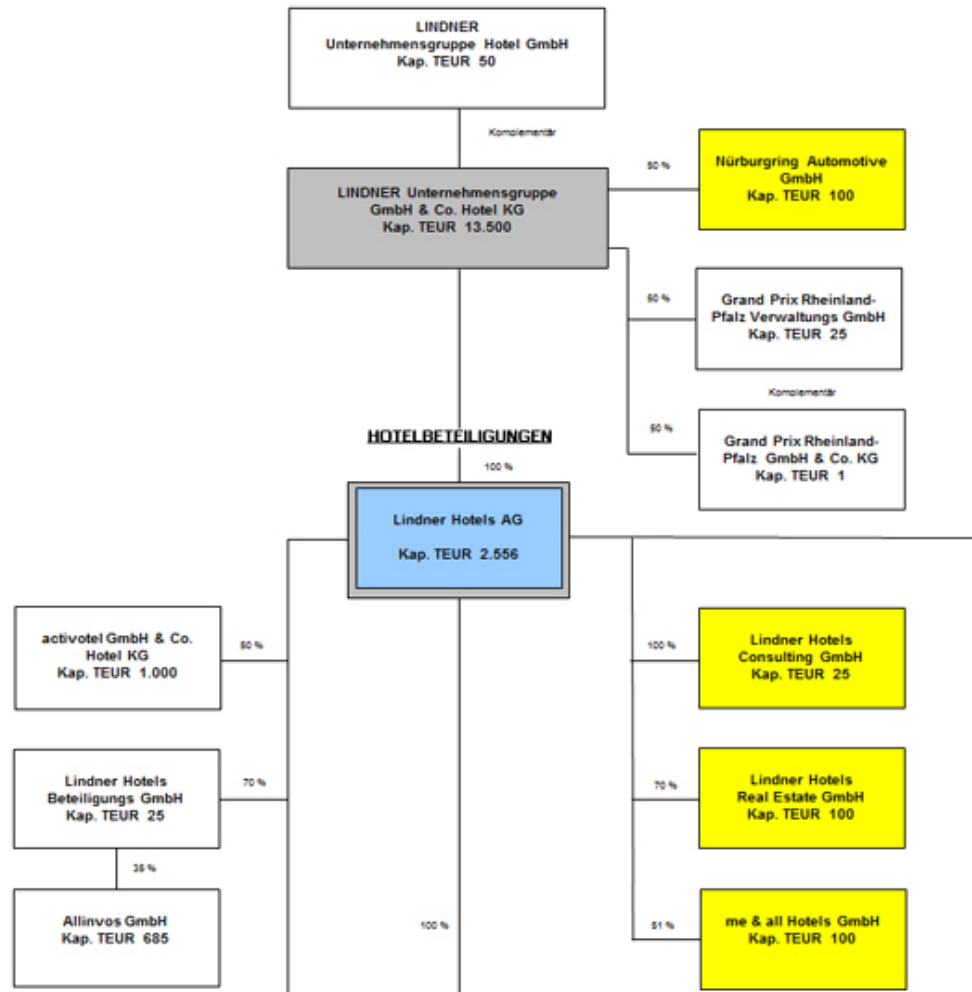 LINDNER
Unternehmensgruppe Hotel GmbH
Kap. TEUR 50
Komplementär
50 %
Nürburgring Automotive
GmbH
Kap. TEUR 100
LINDNER Unternehmensgruppe
GmbH & Co. Hotel KG
Kap. TEUR 13.500
50 %
Grand Prix Rheinland-
Pfalz Verwaltungs GmbH
Kap. TEUR 25
Komplementär
50 %
Grand Prix Rheinland-
Pfalz GmbH & Co. KG
Kap. TEUR 1
HOTELBETEILIGUNGEN
100 %
Lindner Hotels AG
Kap. TEUR 2.556
activotel GmbH & Co.
Hotel KG
Kap. TEUR 1.000
50 %
100 %
Lindner Hotels
Consulting GmbH
Kap. TEUR 25
Lindner Hotels
Beteiligungs GmbH
Kap. TEUR 25
70 %
70 %
Lindner Hotels
Real Estate GmbH
Kap. TEUR 100
35 %
Allinvos GmbH
Kap. TEUR 685
100 %
51 %
me & all Hotels GmbH
Kap. TEUR 100